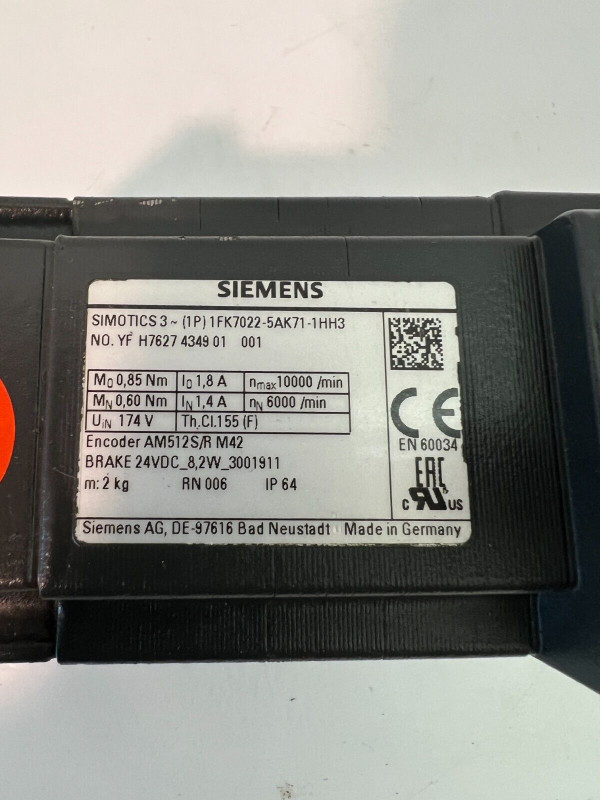 SIEMENS
SIMOTICS 3 ~ (1P) 1FK7022-5AK71-1HH3
NO. YF H7627 4349 01 001
M0 0,85 Nm I0 1,8 A nmax 10000 /min
MN 0,60 Nm IN 1,4 A nN 6000 /min
UIN 174 V Th.Cl.155 (F)
Encoder AM512S/R M42
BRAKE 24VDC_8,2W_3001911
m: 2 kg RN 006 IP 64
CE
EN 60034
EAC
c RU US
Siemens AG, DE-97616 Bad Neustadt Made in Germany